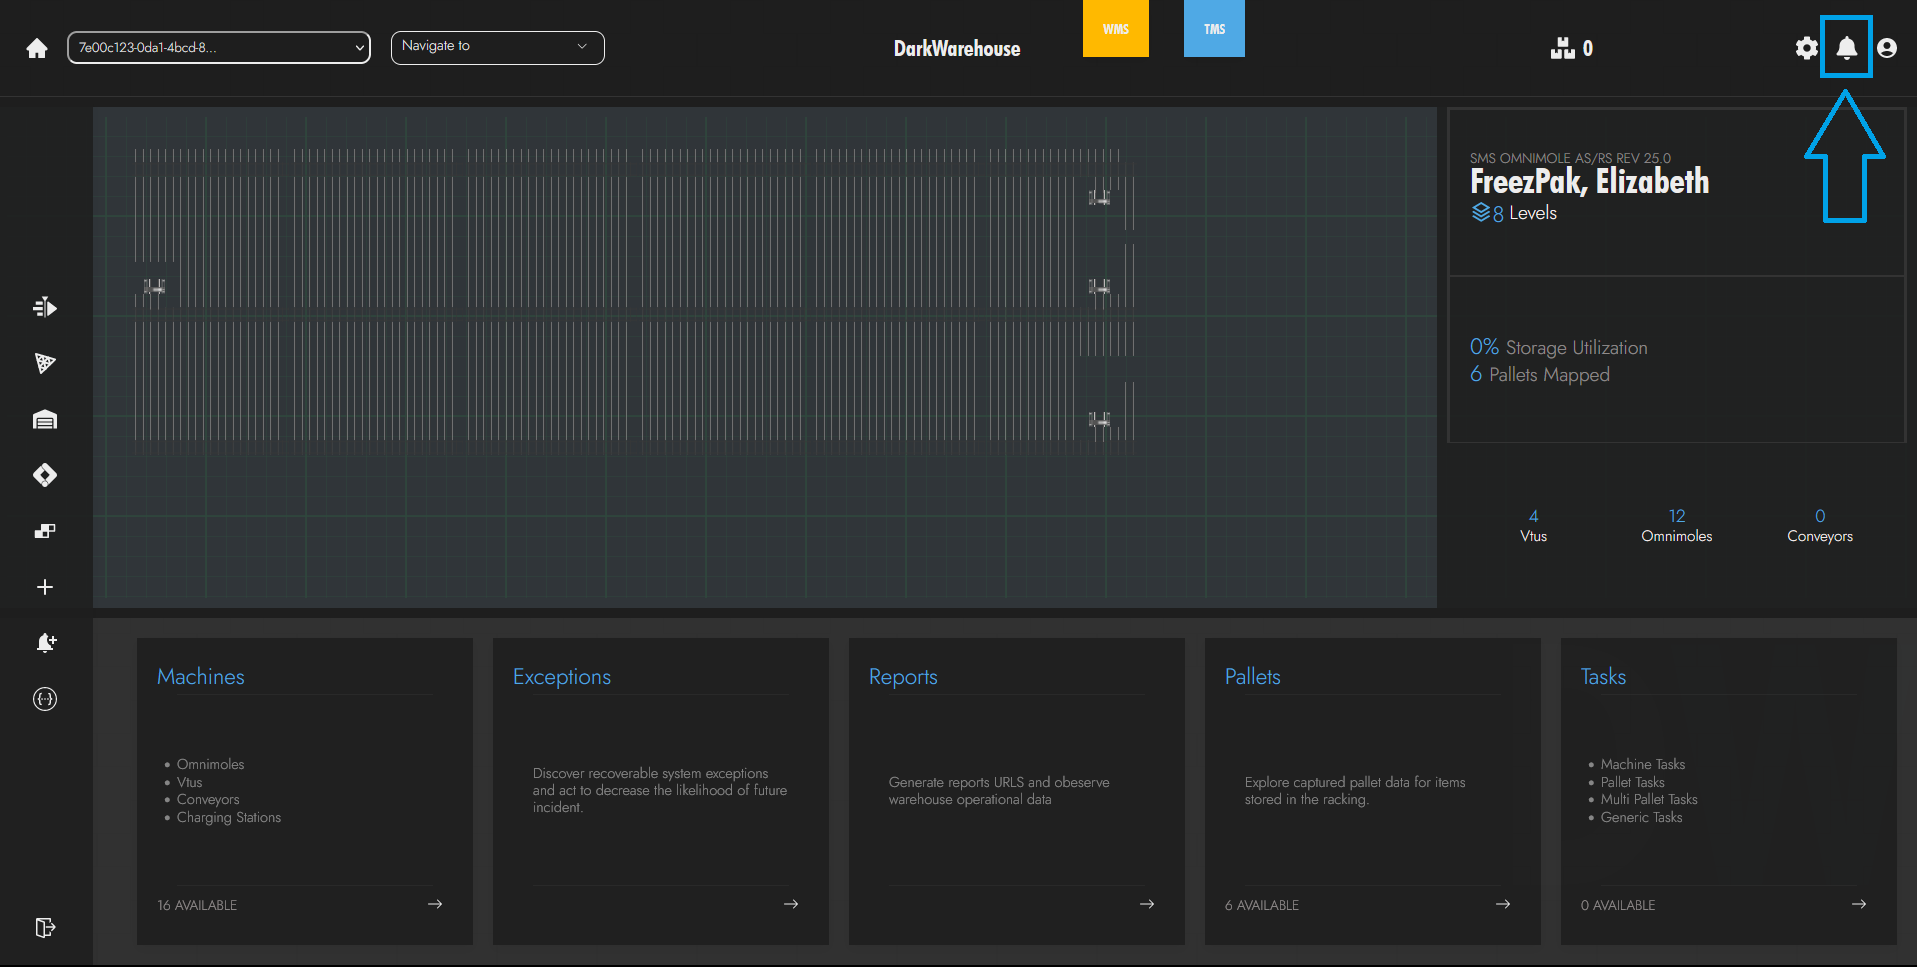 7e00c123-0da1-4bcd-8...
Navigate to
DarkWarehouse
WMS
TMS
0
SMS OMNIMOLE AS/RS REV 25.0
FreezPak, Elizabeth
8 Levels
0% Storage Utilization
6 Pallets Mapped
4
Vtus
12
Omnimoles
0
Conveyors
Machines
Omnimoles
Vtus
Conveyors
Charging Stations
16 AVAILABLE
Exceptions
Discover recoverable system exceptions
and act to decrease the likelihood of future
incident.
Reports
Generate reports URLS and obeserve
warehouse operational data
Pallets
Explore captured pallet data for items
stored in the racking.
6 AVAILABLE
Tasks
Machine Tasks
Pallet Tasks
Multi Pallet Tasks
Generic Tasks
0 AVAILABLE